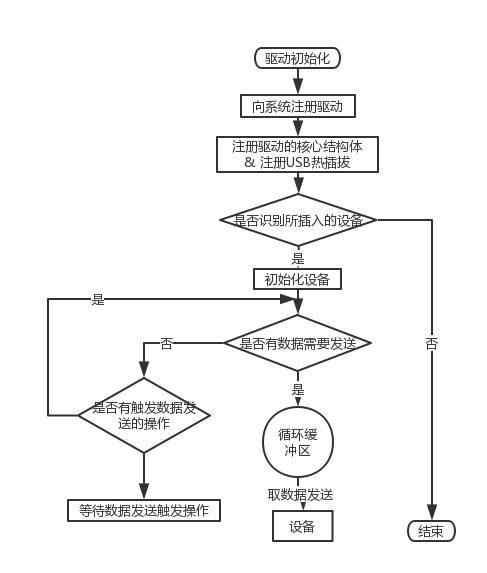 驱动初始化
向系统注册驱动
注册驱动的核心结构体
& 注册USB热插拔
是否识别所插入的设备
是
初始化设备
是
是否有数据需要发送
否
否
是
是否有触发数据发
送的操作
循环缓
冲区
取数据发送
等待数据发送触发操作
设备
结束